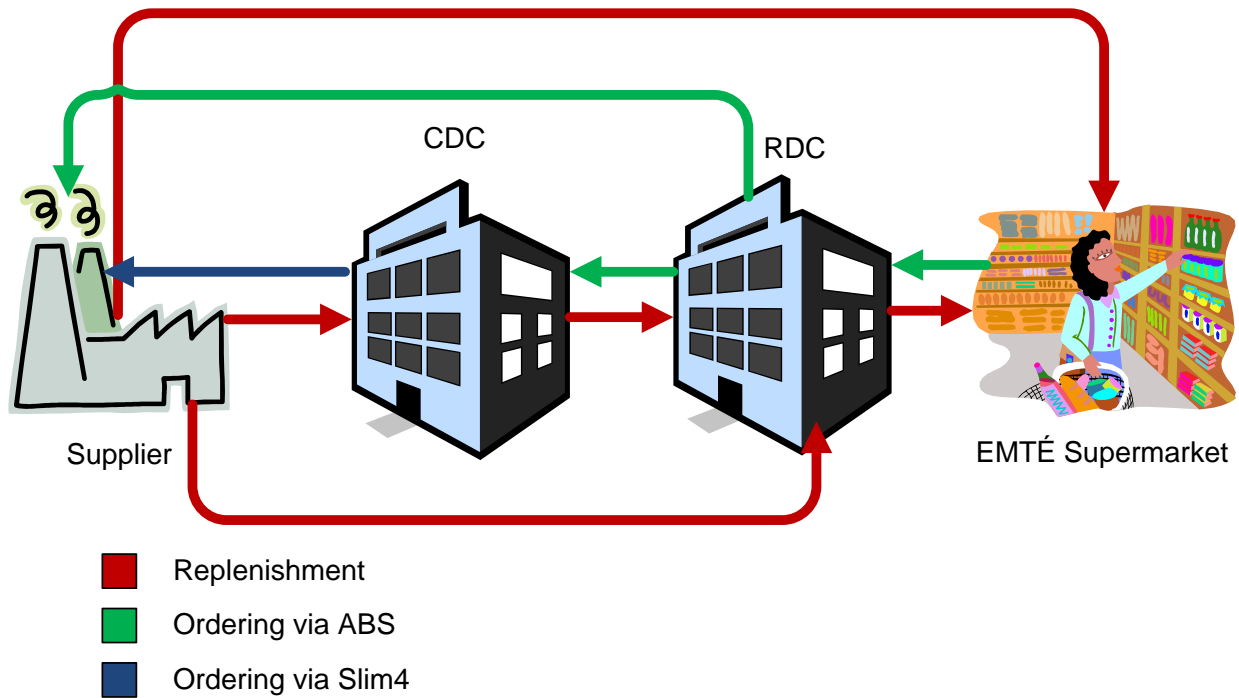 CDC
RDC
Supplier
EMTÉ Supermarket
Replenishment
Ordering via ABS
Ordering via Slim4